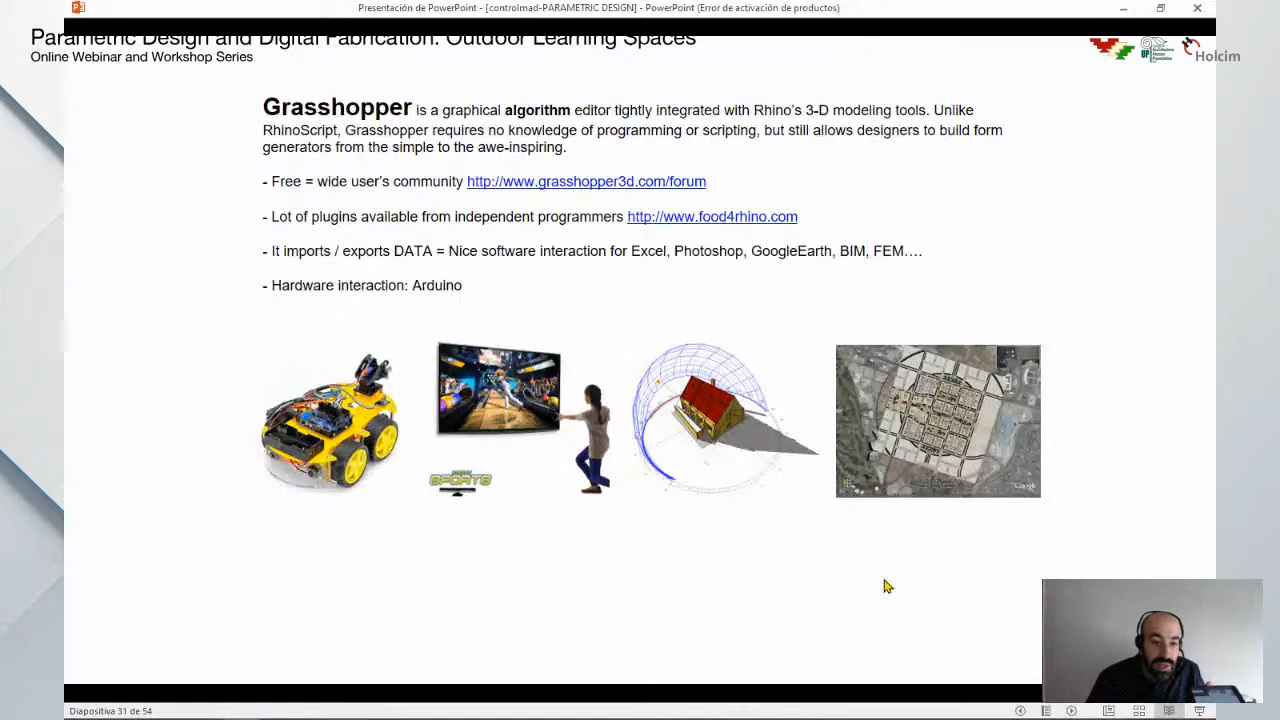 Presentación de PowerPoint - [controlmad-PARAMETRIC DESIGN] - PowerPoint (Error de activación de productos)
Parametric Design and Digital Fabrication: Outdoor Learning Spaces
Online Webinar and Workshop Series
UP
Holcim
Grasshopper is a graphical algorithm editor tightly integrated with Rhino's 3-D modeling tools. Unlike
RhinoScript, Grasshopper requires no knowledge of programming or scripting, but still allows designers to build form
generators from the simple to the awe-inspiring.
- Free = wide user's community http://www.grasshopper3d.com/forum
- Lot of plugins available from independent programmers http://www.food4rhino.com
- It imports / exports DATA = Nice software interaction for Excel, Photoshop, GoogleEarth, BIM, FEM….
- Hardware interaction: Arduino
SPORTS
Google
Diapositiva 31 de 54